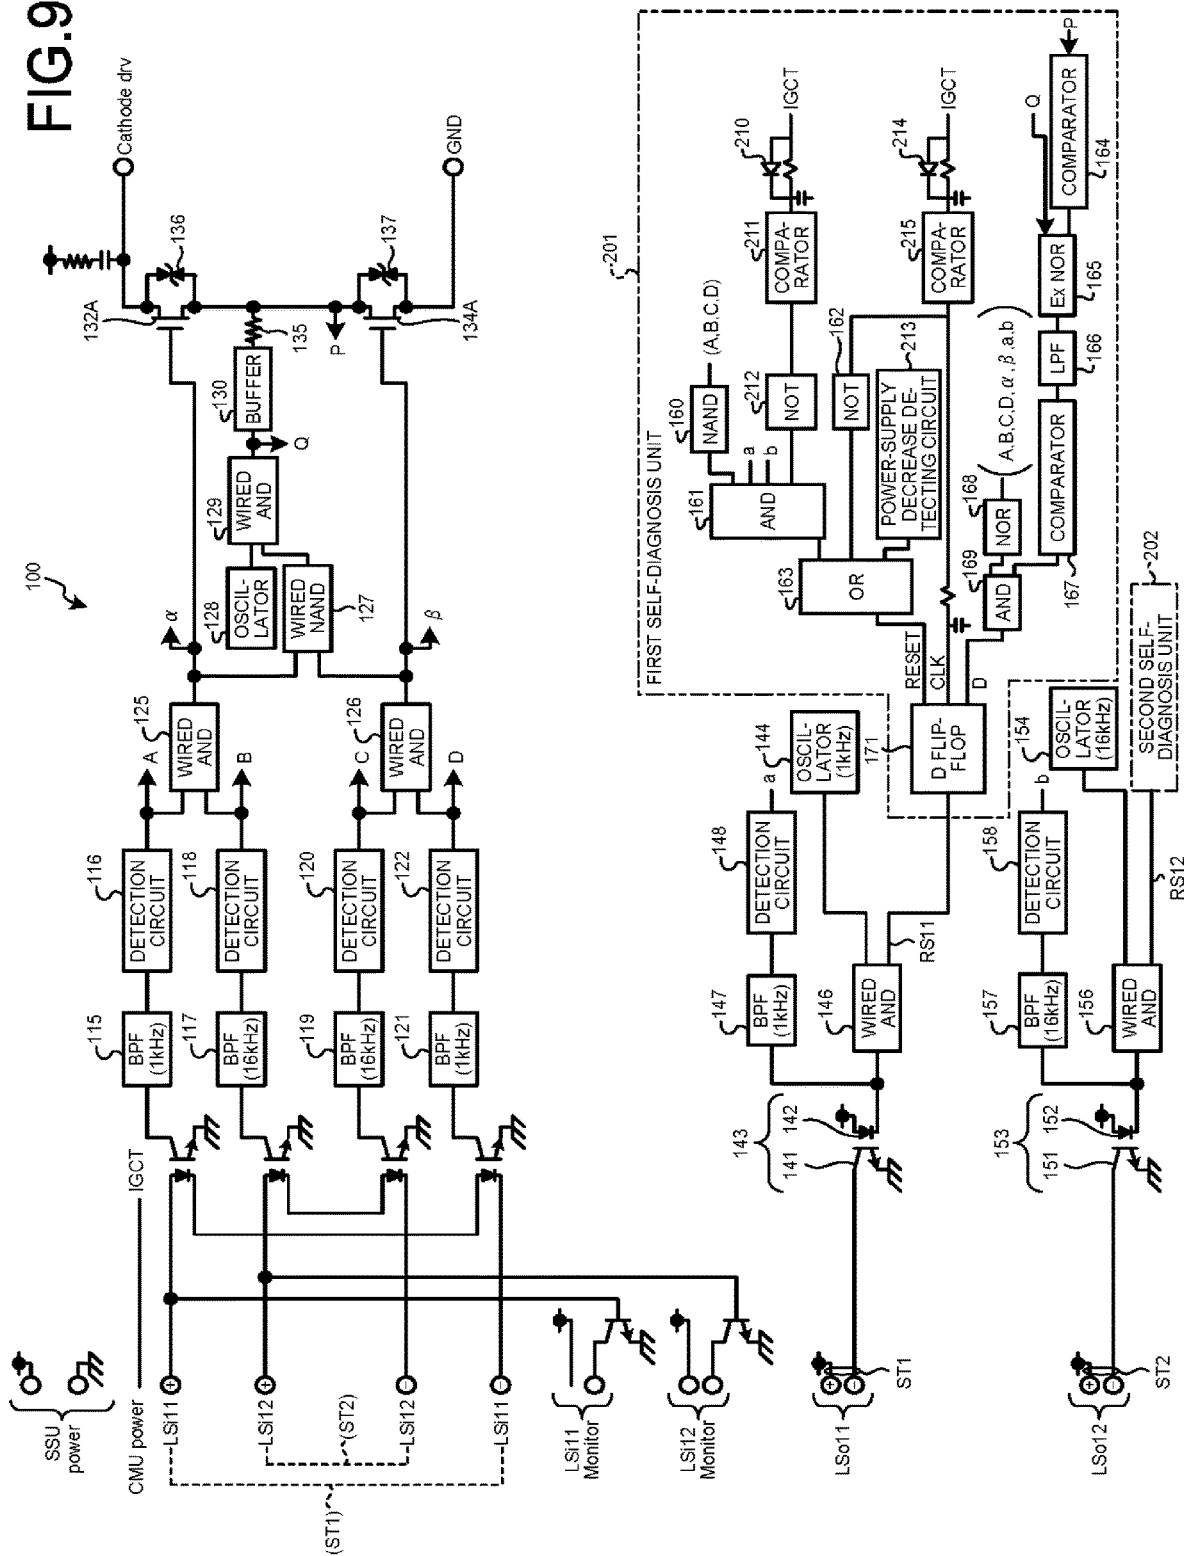 FIG.9
100
SSU
power
CMU power
IGCT
LSi11
LSi12
LSi12
LSi11
(ST1)
(ST2)
115
BPF
(1kHz)
116
DETECTION
CIRCUIT
A
117
BPF
(16kHz)
118
DETECTION
CIRCUIT
B
119
BPF
(16kHz)
120
DETECTION
CIRCUIT
C
121
BPF
(1kHz)
122
DETECTION
CIRCUIT
D
125
WIRED
AND
α
126
WIRED
AND
β
128
OSCIL-
LATOR
WIRED
NAND
127
129
WIRED
AND
Q
130
BUFFER
135
P
132A
136
134A
137
Cathode drv
GND
LSi11
Monitor
LSi12
Monitor
LSo11
ST1
143
141
142
147
BPF
(1kHz)
148
DETECTION
CIRCUIT
a
146
WIRED
AND
144
OSCIL-
LATOR
(1kHz)
RS11
LSo12
ST2
153
151
152
157
BPF
(16kHz)
158
DETECTION
CIRCUIT
b
156
WIRED
AND
154
OSCIL-
LATOR
(16kHz)
RS12
SECOND SELF-
DIAGNOSIS UNIT
202
FIRST SELF-DIAGNOSIS UNIT
201
171
D FLIP-
FLOP
RESET
CLK
D
163
OR
161
AND
a
b
160
NAND
(A,B,C,D)
212
NOT
211
COMPA-
RATOR
210
IGCT
162
NOT
213
POWER-SUPPLY
DECREASE DE-
TECTING CIRCUIT
215
COMPA-
RATOR
214
IGCT
169
AND
168
NOR
(A,B,C,D,α,β,a,b)
167
COMPARATOR
LPF
166
Ex NOR
165
Q
COMPARATOR
164
P